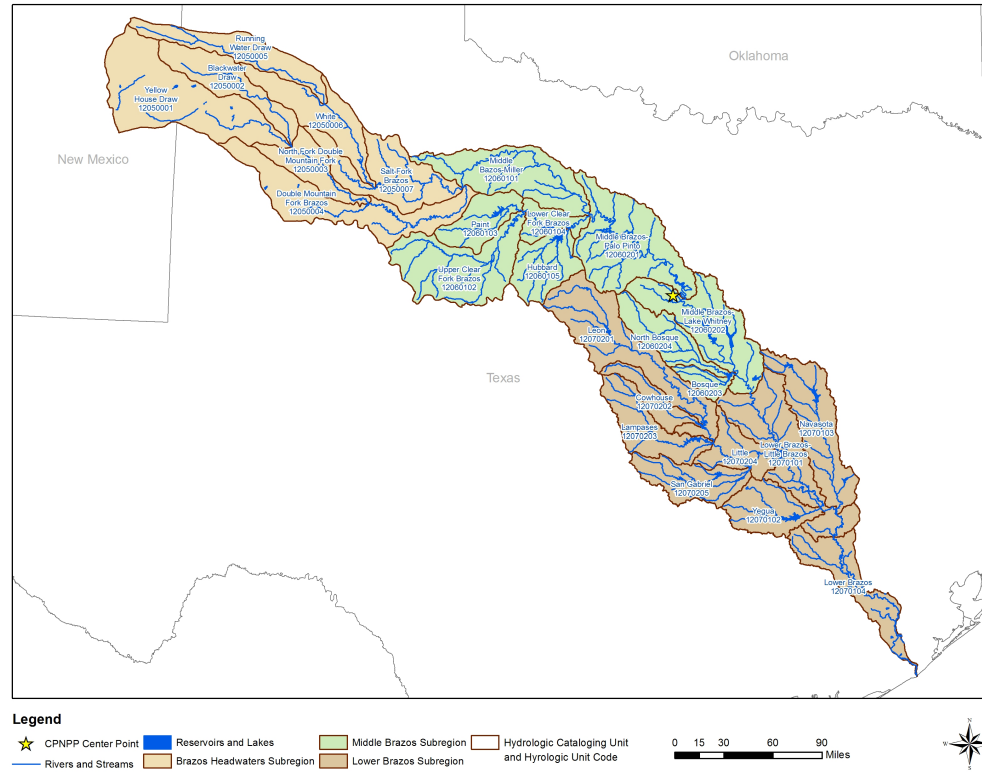 Oklahoma
New Mexico
Texas
Running
Water Draw
12050005
Blackwater
Draw
12050002
Yellow
House Draw
12050001
White
12050006
North Fork Double
Mountain Fork
12050003
Salt Fork
Brazos
12050007
Double Mountain
Fork Brazos
12050004
Middle
Bazos-Miller
12060101
Paint
12060103
Lower Clear
Fork Brazos
12060104
Middle Brazos-
Palo Pinto
12060201
Upper Clear
Fork Brazos
12060102
Hubbard
12060105
Middle Brazos-
Lake Whitney
12060202
Leon
12070201
North Bosque
12060204
Bosque
12060203
Cowhouse
12070202
Lampases
12070203
Navasota
12070103
Little
12070204
Lower Brazos-
Little Brazos
12070101
San Gabriel
12070205
Yegua
12070102
Lower Brazos
12070104
Legend
CPNPP Center Point
Rivers and Streams
Reservoirs and Lakes
Brazos Headwaters Subregion
Middle Brazos Subregion
Lower Brazos Subregion
Hydrologic Cataloging Unit
and Hyrologic Unit Code
0 15 30 60 90
Miles
N
W E
S